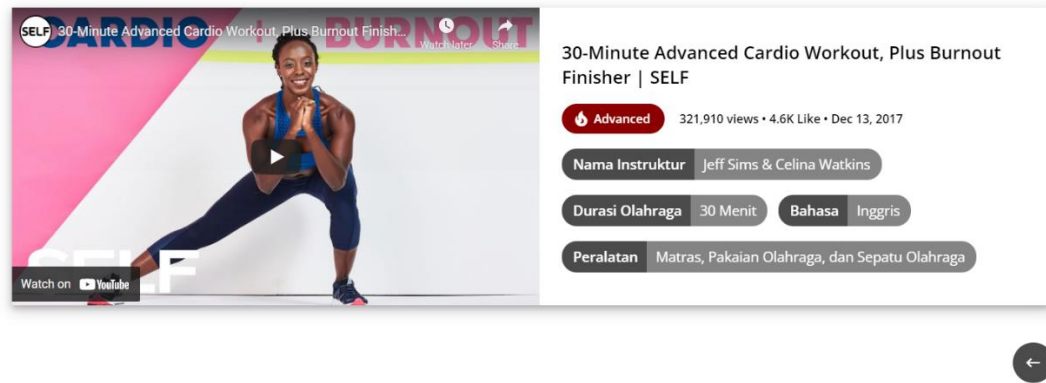 CARDIO + BURNOUT
SELF 30-Minute Advanced Cardio Workout, Plus Burnout Finish...
Watch later Share
SELF
Watch on YouTube
30-Minute Advanced Cardio Workout, Plus Burnout
Finisher | SELF
Advanced 321,910 views • 4.6K Like • Dec 13, 2017
Nama Instruktur Jeff Sims & Celina Watkins
Durasi Olahraga 30 Menit Bahasa Inggris
Peralatan Matras, Pakaian Olahraga, dan Sepatu Olahraga